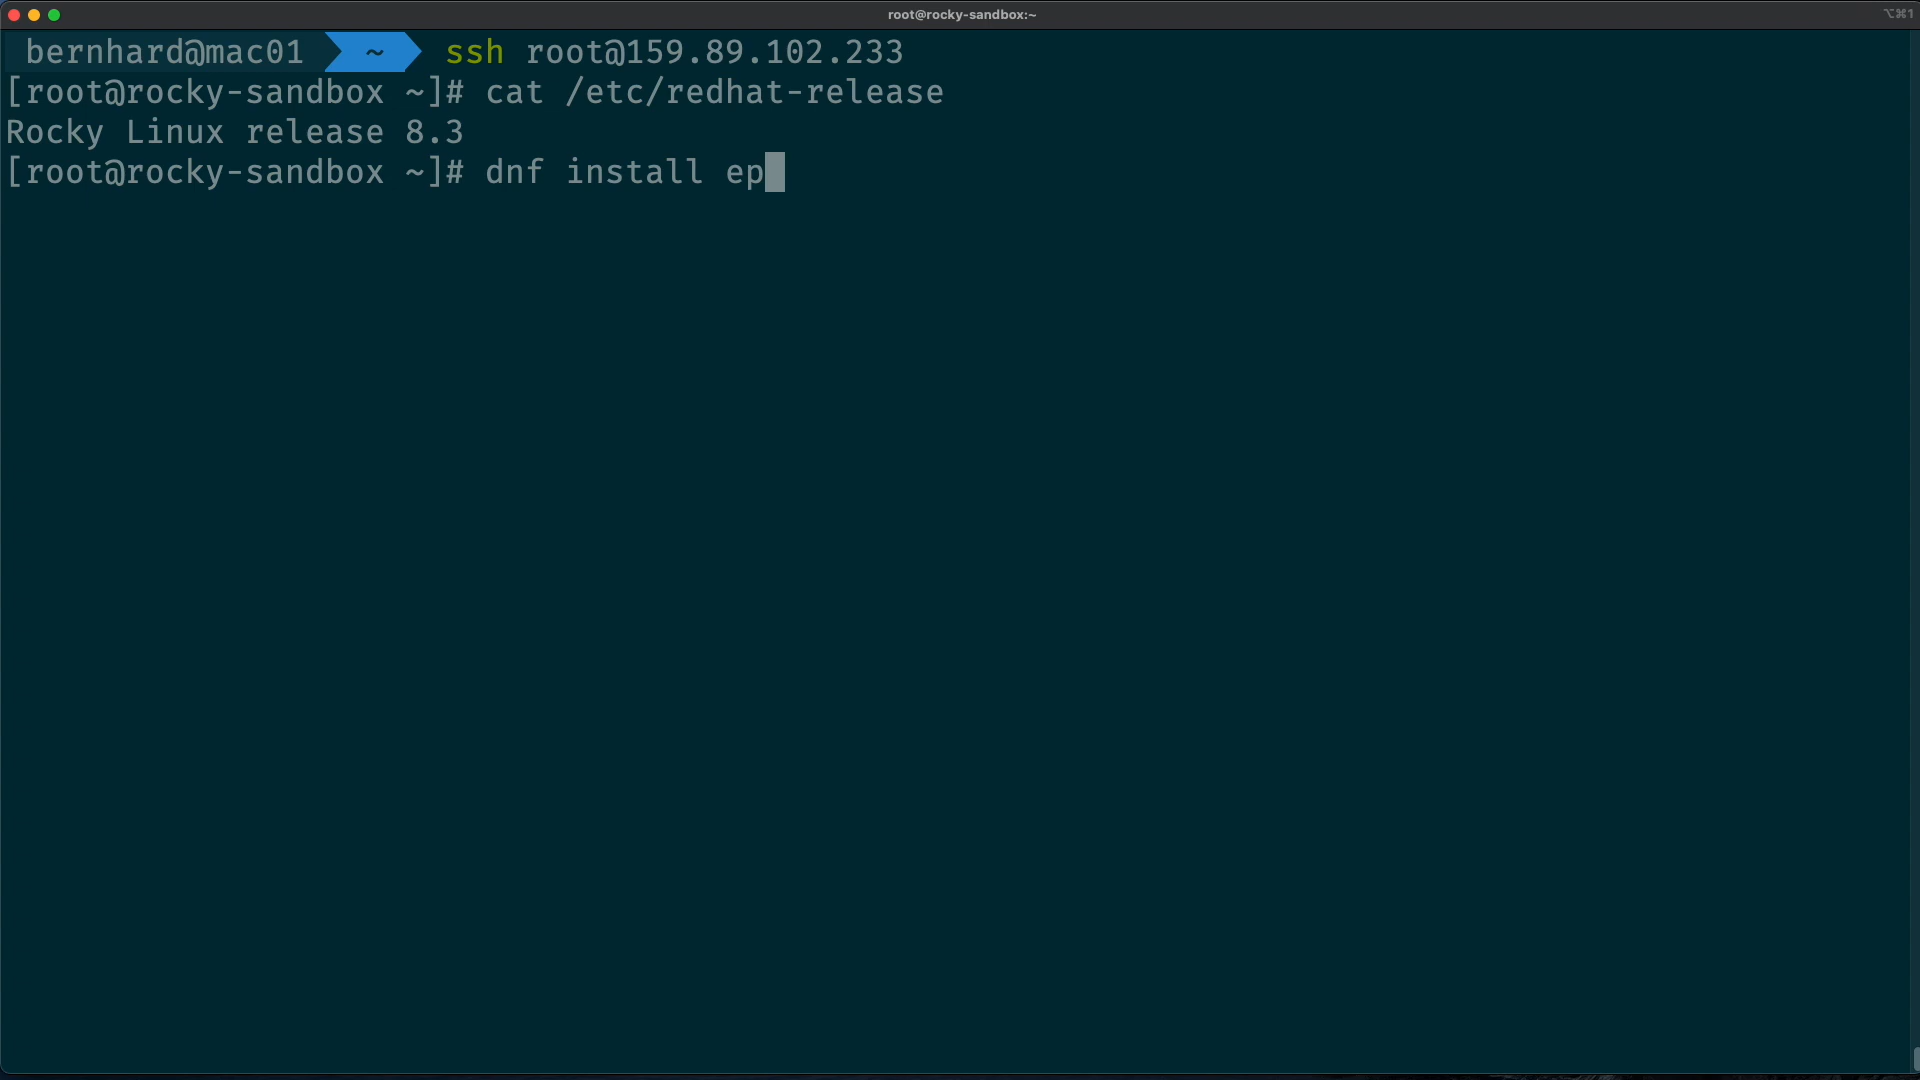 root@rocky-sandbox:~
⌥⌘1
bernhard@mac01 ~ ssh root@159.89.102.233
[root@rocky-sandbox ~]# cat /etc/redhat-release
Rocky Linux release 8.3
[root@rocky-sandbox ~]# dnf install ep